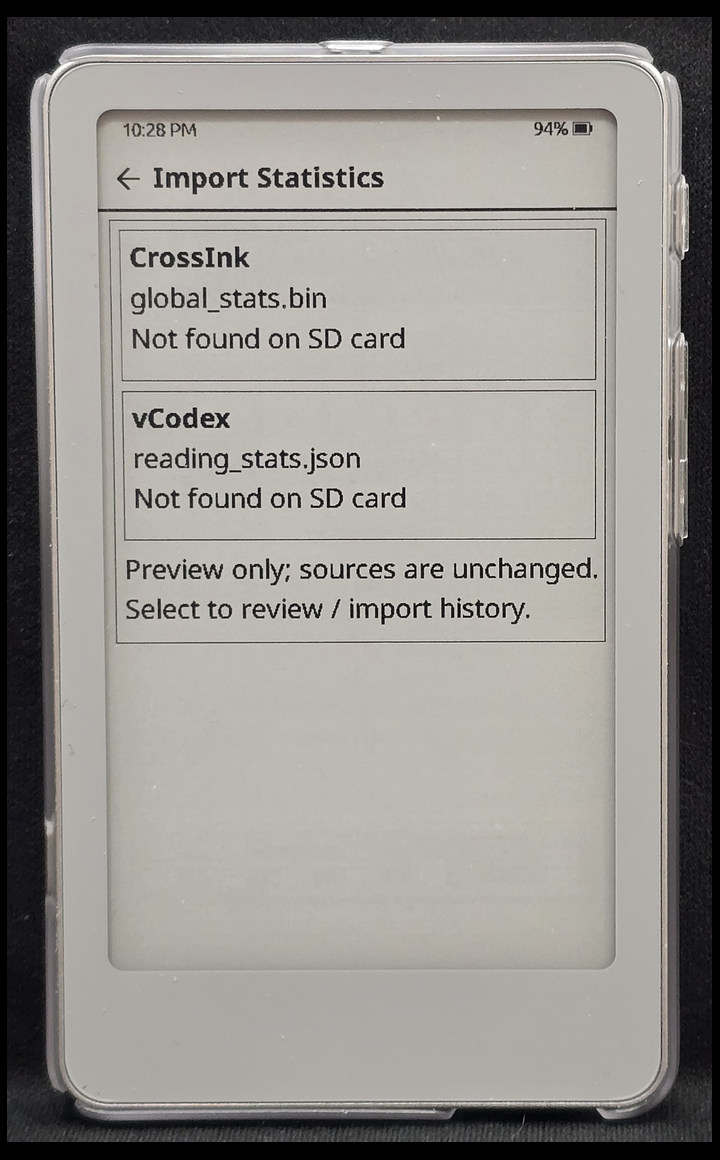 10:28 PM 94%
← Import Statistics
CrossInk
global_stats.bin
Not found on SD card
vCodex
reading_stats.json
Not found on SD card
Preview only; sources are unchanged.
Select to review / import history.